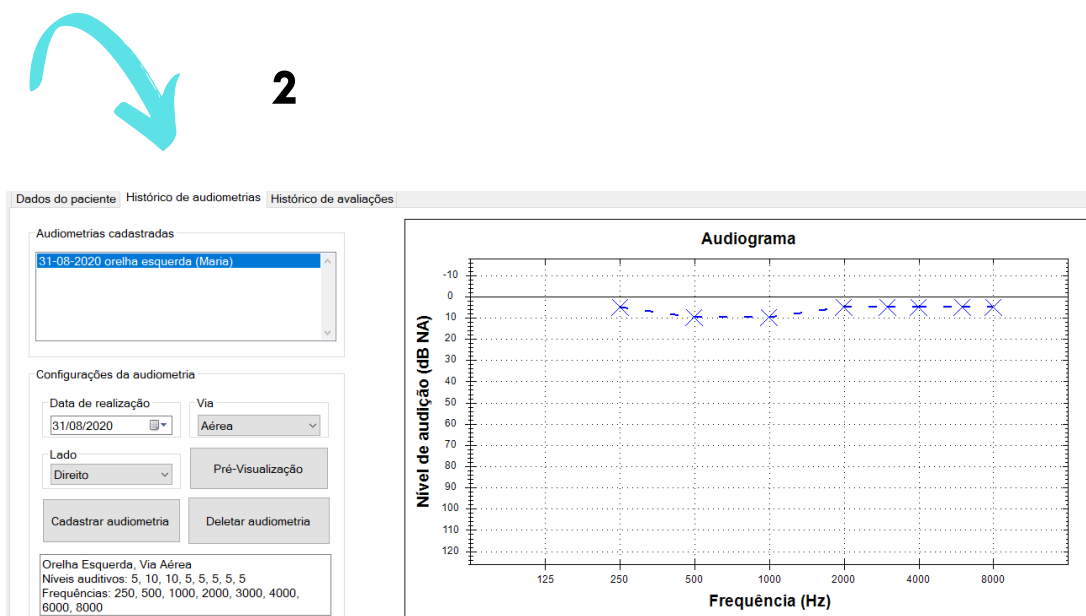 2
Dados do paciente Histórico de audiometrias Histórico de avaliações
Audiometrias cadastradas
31-08-2020 orelha esquerda (Maria)
Configurações da audiometria
Data de realização Via
31/08/2020 Aérea
Lado
Direito Pré-Visualização
Cadastrar audiometria Deletar audiometria
Orelha Esquerda, Via Aérea
Níveis auditivos: 5, 10, 10, 5, 5, 5, 5, 5
Frequências: 250, 500, 1000, 2000, 3000, 4000,
6000, 8000
Audiograma
Nível de audição (dB NA)
-10
0
10
20
30
40
50
60
70
80
90
100
110
120
125 250 500 1000 2000 4000 8000
Frequência (Hz)